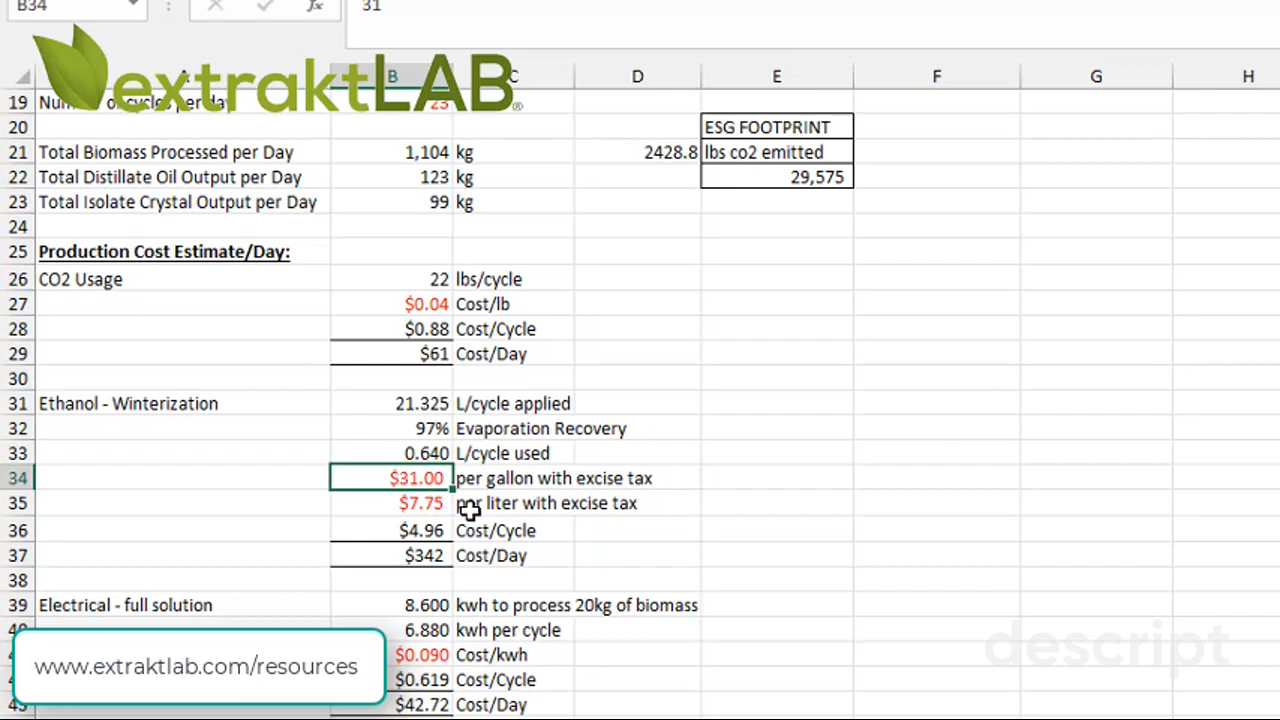 B34 fx 31
extraktLAB®
A B C D E F G H
19 Number of cycles per day 23
20 ESG FOOTPRINT
21 Total Biomass Processed per Day 1,104 kg 2428.8 lbs co2 emitted
22 Total Distillate Oil Output per Day 123 kg 29,575
23 Total Isolate Crystal Output per Day 99 kg
24
25 Production Cost Estimate/Day:
26 CO2 Usage 22 lbs/cycle
27 $0.04 Cost/lb
28 $0.88 Cost/Cycle
29 $61 Cost/Day
30
31 Ethanol - Winterization 21.325 L/cycle applied
32 97% Evaporation Recovery
33 0.640 L/cycle used
34 $31.00 per gallon with excise tax
35 $7.75 per liter with excise tax
36 $4.96 Cost/Cycle
37 $342 Cost/Day
38
39 Electrical - full solution 8.600 kwh to process 20kg of biomass
40 6.880 kwh per cycle
$0.090 Cost/kwh
$0.619 Cost/Cycle
43 $42.72 Cost/Day
www.extraktlab.com/resources
descript